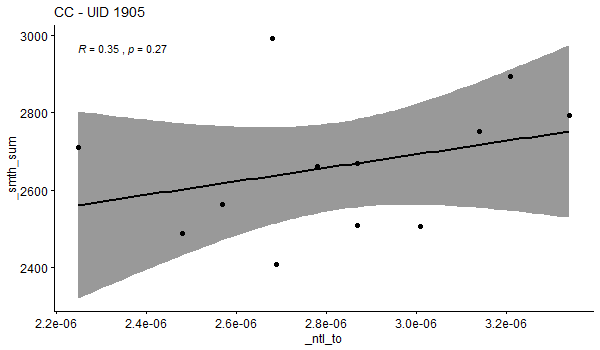 CC - UID 1905
R = 0.35 , p = 0.27
3000
2800
2600
2400
_smth_sum
2.2e-06 2.4e-06 2.6e-06 2.8e-06 3.0e-06 3.2e-06
_ntl_to